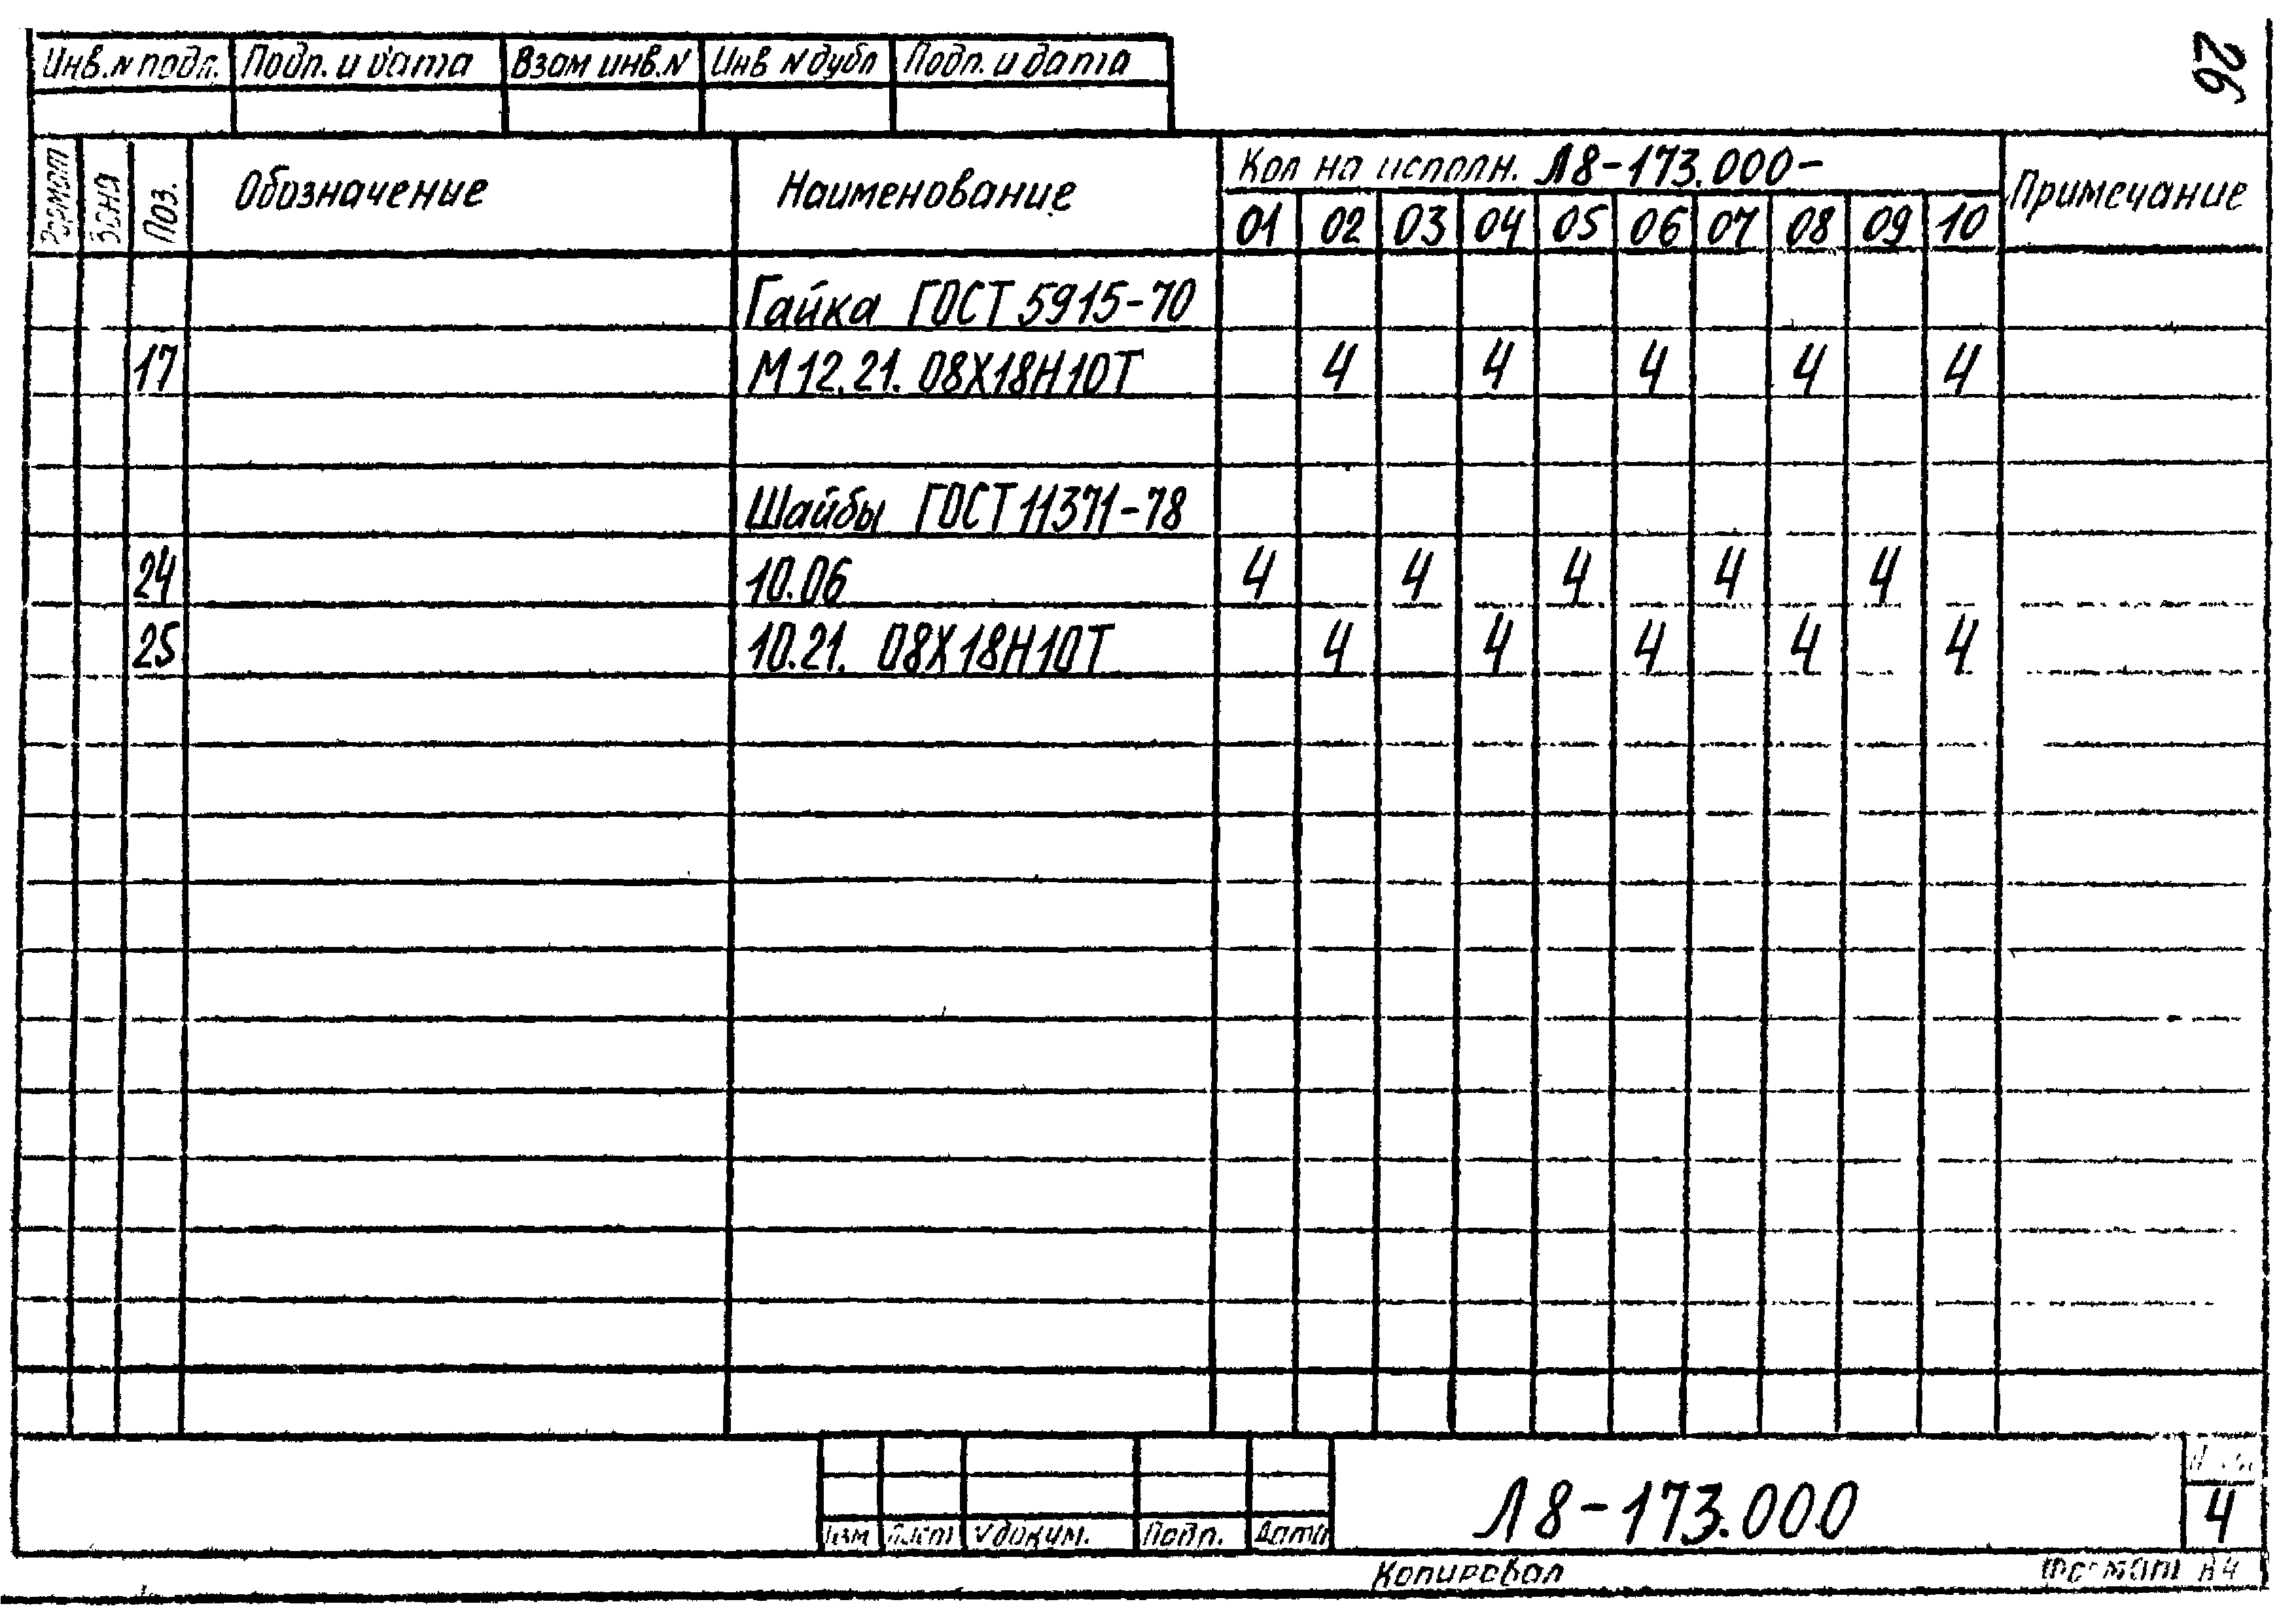 26
Инв.N подл. Подп. и дата Взам инв.N Инв N дубл Подп. и дата
Формат Зона Поз. Обозначение Наименование Кол на исполн. Л8-173.000- Примечание
01 02 03 04 05 06 07 08 09 10
Гайка ГОСТ 5915-70
17 М12.21.08Х18Н10Т 4 4 4 4 4
Шайбы ГОСТ 11371-78
24 10.06 4 4 4 4 4
25 10.21. 08Х18Н10Т 4 4 4 4 4
Изм Лист N докум. Подп. Дата Л8-173.000 4
Копировал Формат А4